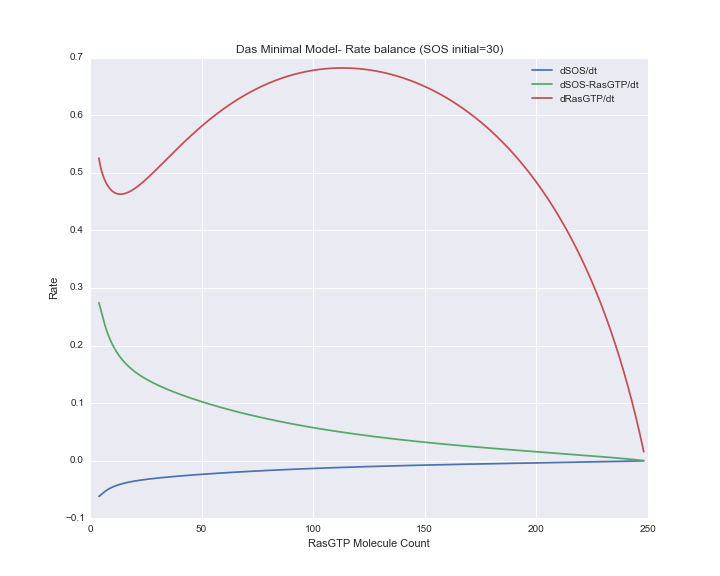 Das Minimal Model- Rate balance (SOS initial=30)
dSOS/dt
dSOS-RasGTP/dt
dRasGTP/dt
0.7
0.6
0.5
0.4
0.3
0.2
0.1
0.0
−0.1
Rate
0 50 100 150 200 250
RasGTP Molecule Count